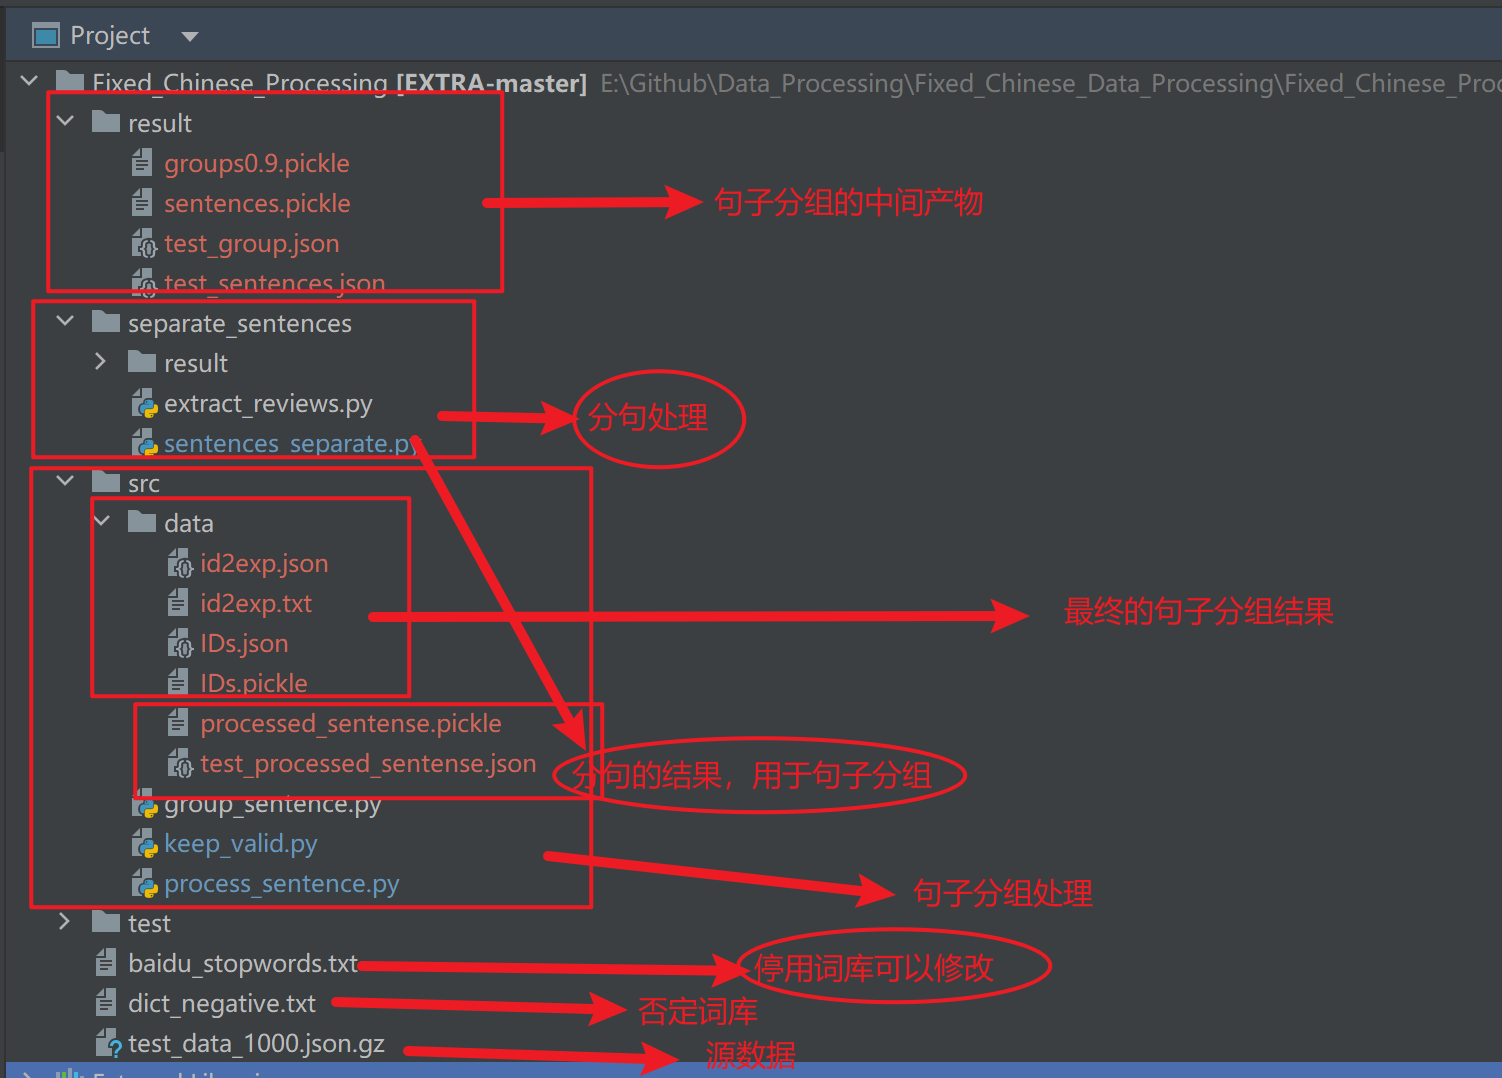 Project
Fixed_Chinese_Processing [EXTRA-master] E:\Github\Data_Processing\Fixed_Chinese_Data_Processing\Fixed_Chinese_Proc
result
groups0.9.pickle
sentences.pickle
句子分组的中间产物
test_group.json
test_sentences.json
separate_sentences
result
extract_reviews.py
分句处理
sentences_separate.py
src
data
id2exp.json
id2exp.txt
最终的句子分组结果
IDs.json
IDs.pickle
processed_sentense.pickle
test_processed_sentense.json
分句的结果，用于句子分组
group_sentence.py
keep_valid.py
process_sentence.py
句子分组处理
test
baidu_stopwords.txt
停用词库可以修改
dict_negative.txt
否定词库
test_data_1000.json.gz
源数据